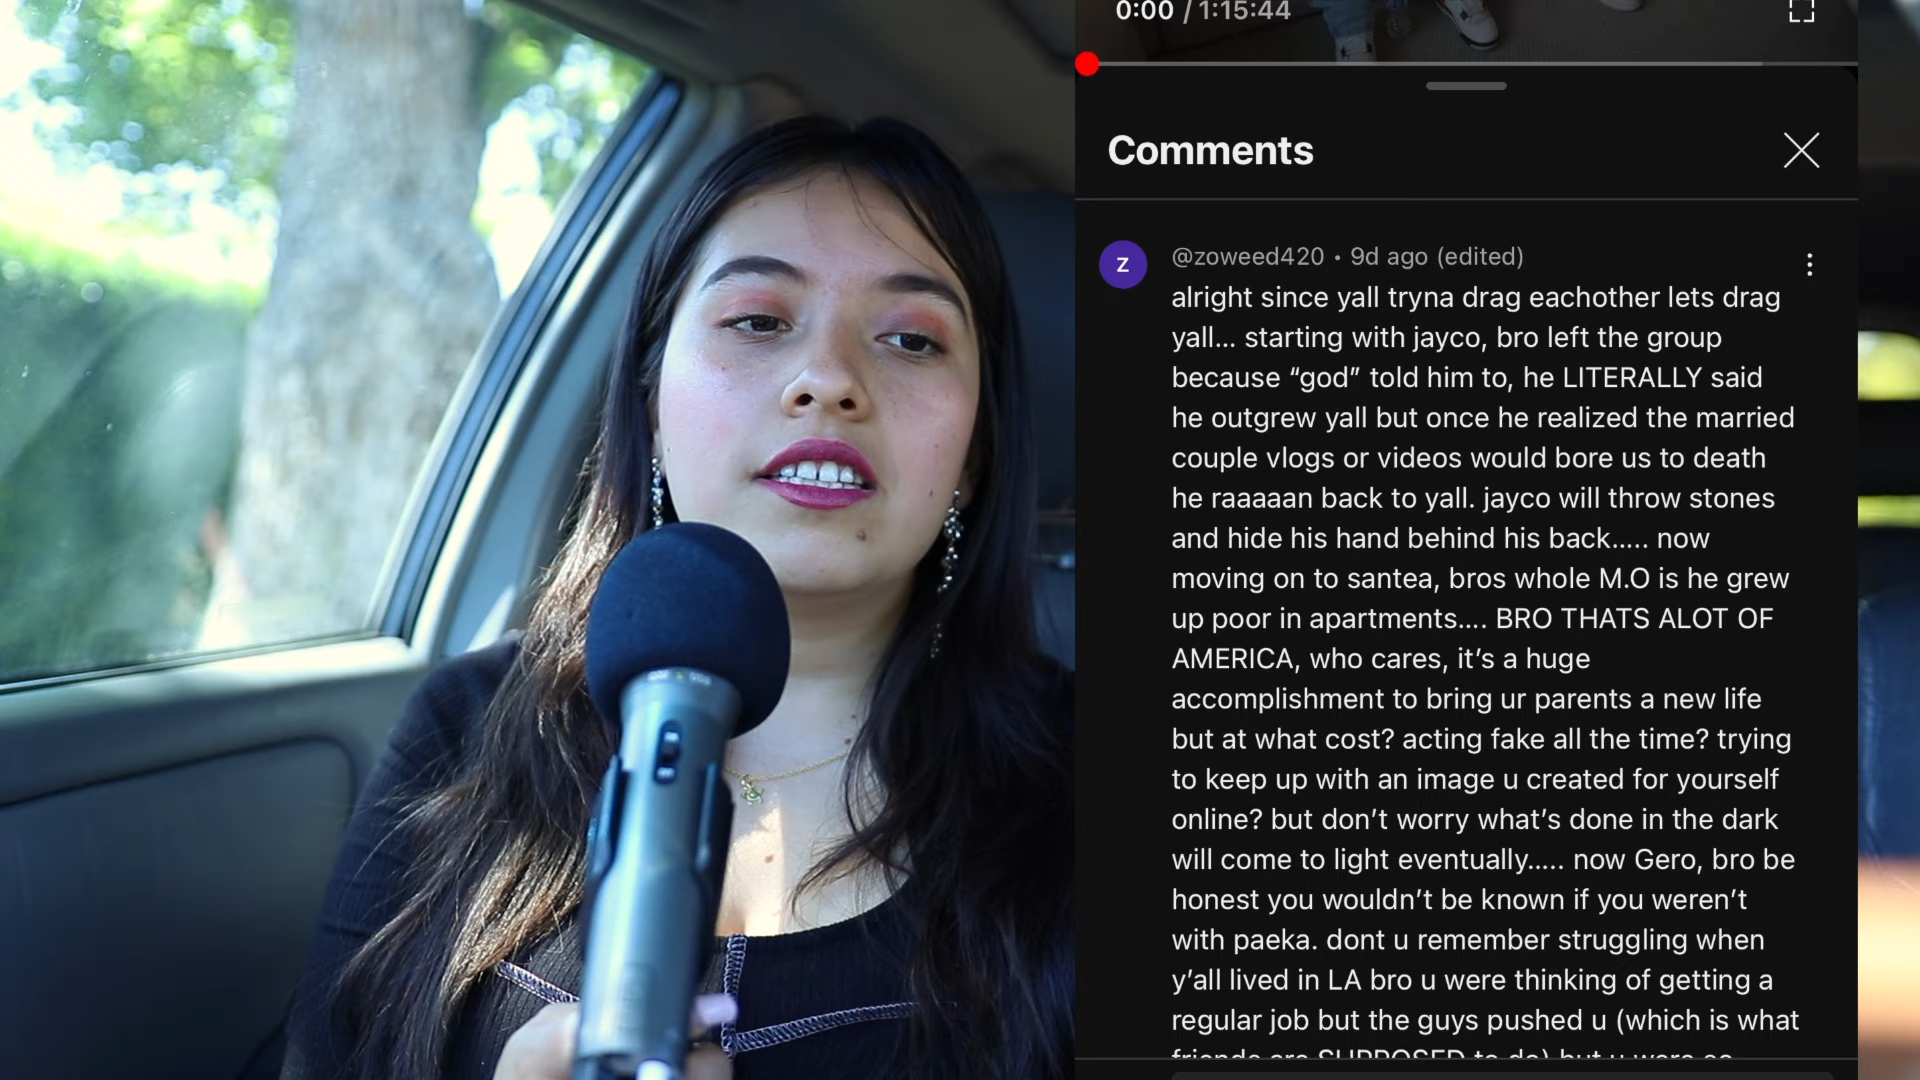 0:00 / 1:15:44
Comments
Z
@zoweed420 • 9d ago (edited)
alright since yall tryna drag eachother lets drag
yall... starting with jayco, bro left the group
because “god” told him to, he LITERALLY said
he outgrew yall but once he realized the married
couple vlogs or videos would bore us to death
he raaaaan back to yall. jayco will throw stones
and hide his hand behind his back..... now
moving on to santea, bros whole M.O is he grew
up poor in apartments.... BRO THATS ALOT OF
AMERICA, who cares, it’s a huge
accomplishment to bring ur parents a new life
but at what cost? acting fake all the time? trying
to keep up with an image u created for yourself
online? but don’t worry what’s done in the dark
will come to light eventually..... now Gero, bro be
honest you wouldn’t be known if you weren’t
with paeka. dont u remember struggling when
y’all lived in LA bro u were thinking of getting a
regular job but the guys pushed u (which is what
friends are SUPPOSED to do) but u were so